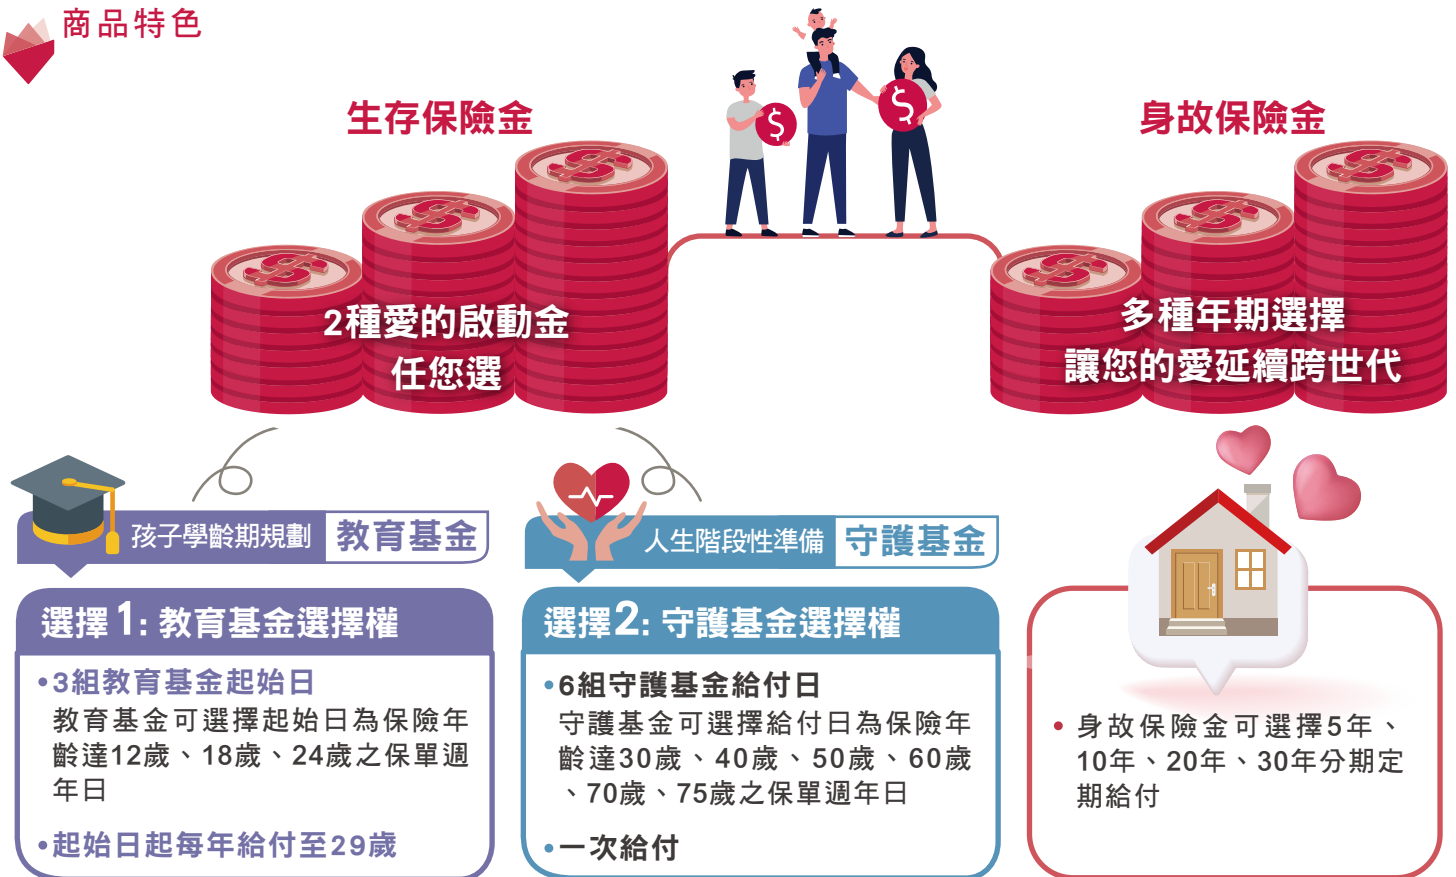 商品特色
生存保險金
身故保險金
2種愛的啟動金
任您選
多種年期選擇
讓您的愛延續跨世代
孩子學齡期規劃 教育基金
選擇1: 教育基金選擇權
•3組教育基金起始日
教育基金可選擇起始日為保險年
齡達12歲、18歲、24歲之保單週
年日
•起始日起每年給付至29歲
人生階段性準備 守護基金
選擇2: 守護基金選擇權
•6組守護基金給付日
守護基金可選擇給付日為保險年
齡達30歲、40歲、50歲、60歲
、70歲、75歲之保單週年日
•一次給付
• 身故保險金可選擇5年、
10年、20年、30年分期定
期給付